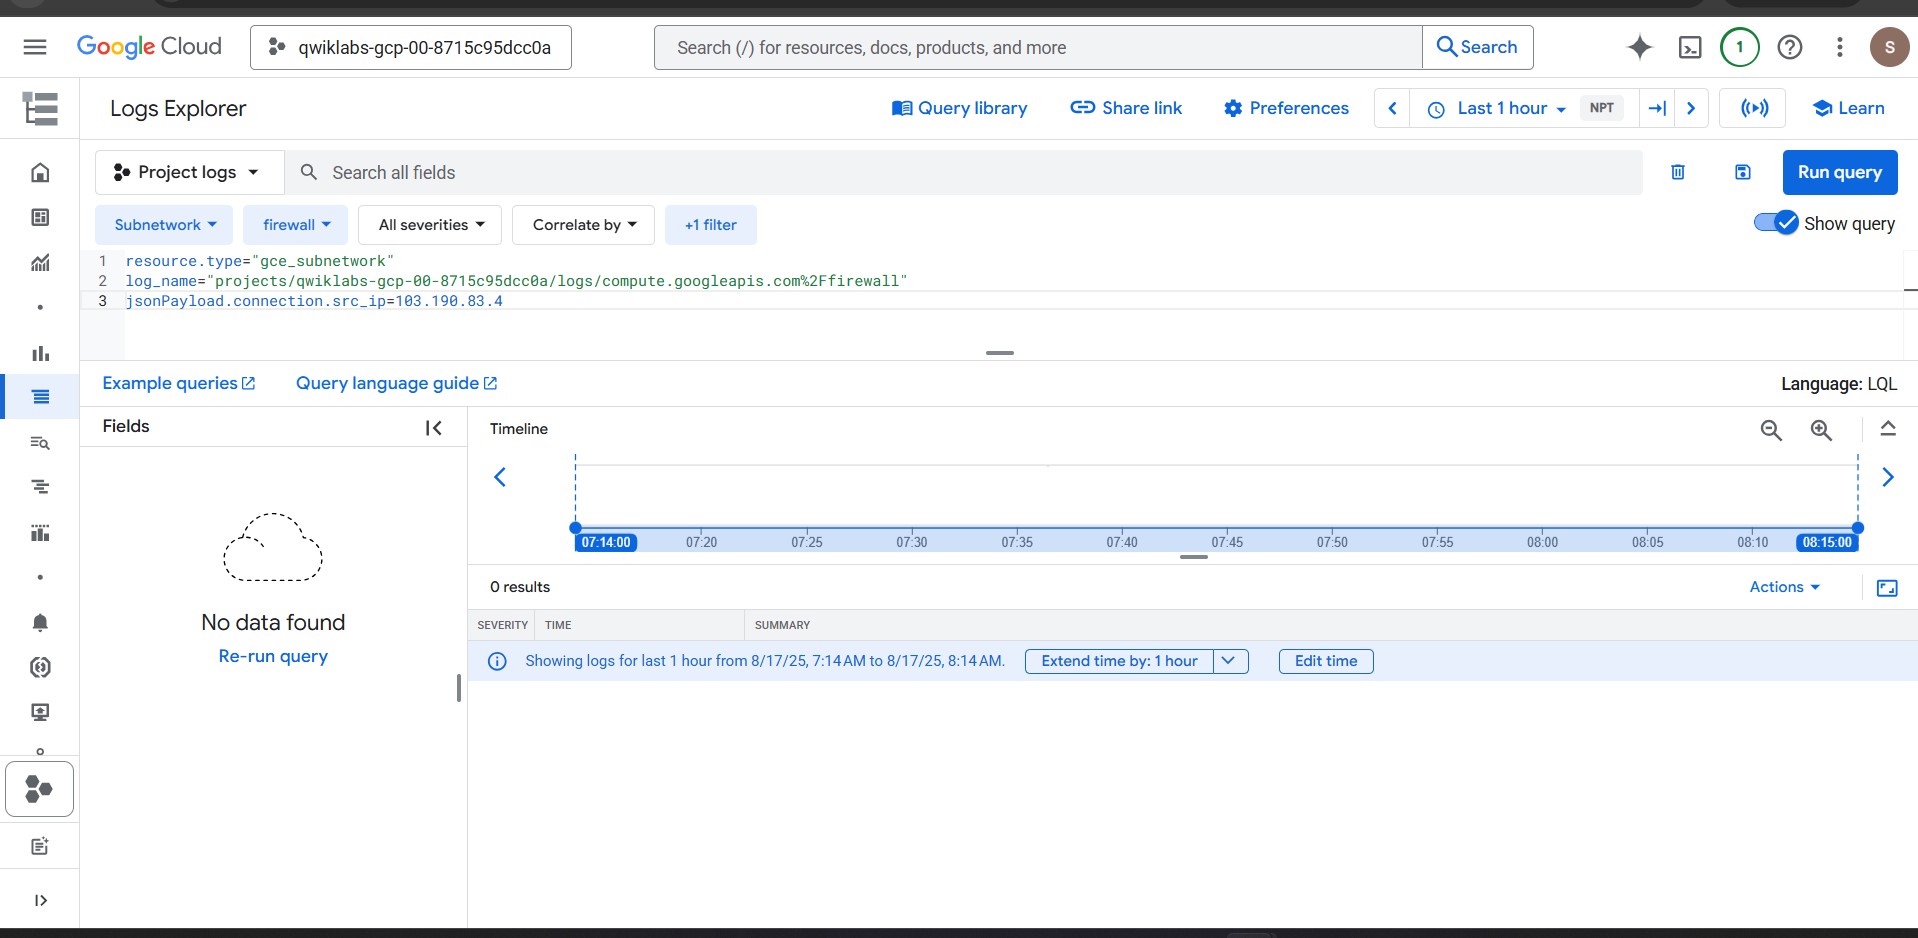 Google Cloud
qwiklabs-gcp-00-8715c95dcc0a
Search (/) for resources, docs, products, and more
Search
1
S
Logs Explorer
Query library
Share link
Preferences
Last 1 hour
NPT
Learn
Project logs
Search all fields
Run query
Subnetwork
firewall
All severities
Correlate by
+1 filter
Show query
1 resource.type="gce_subnetwork"
2 log_name="projects/qwiklabs-gcp-00-8715c95dcc0a/logs/compute.googleapis.com%2Ffirewall"
3 jsonPayload.connection.src_ip=103.190.83.4
Example queries
Query language guide
Language: LQL
Fields
No data found
Re-run query
Timeline
07:14:00 07:20 07:25 07:30 07:35 07:40 07:45 07:50 07:55 08:00 08:05 08:10 08:15:00
0 results
Actions
SEVERITY TIME SUMMARY
Showing logs for last 1 hour from 8/17/25, 7:14 AM to 8/17/25, 8:14 AM.
Extend time by: 1 hour
Edit time